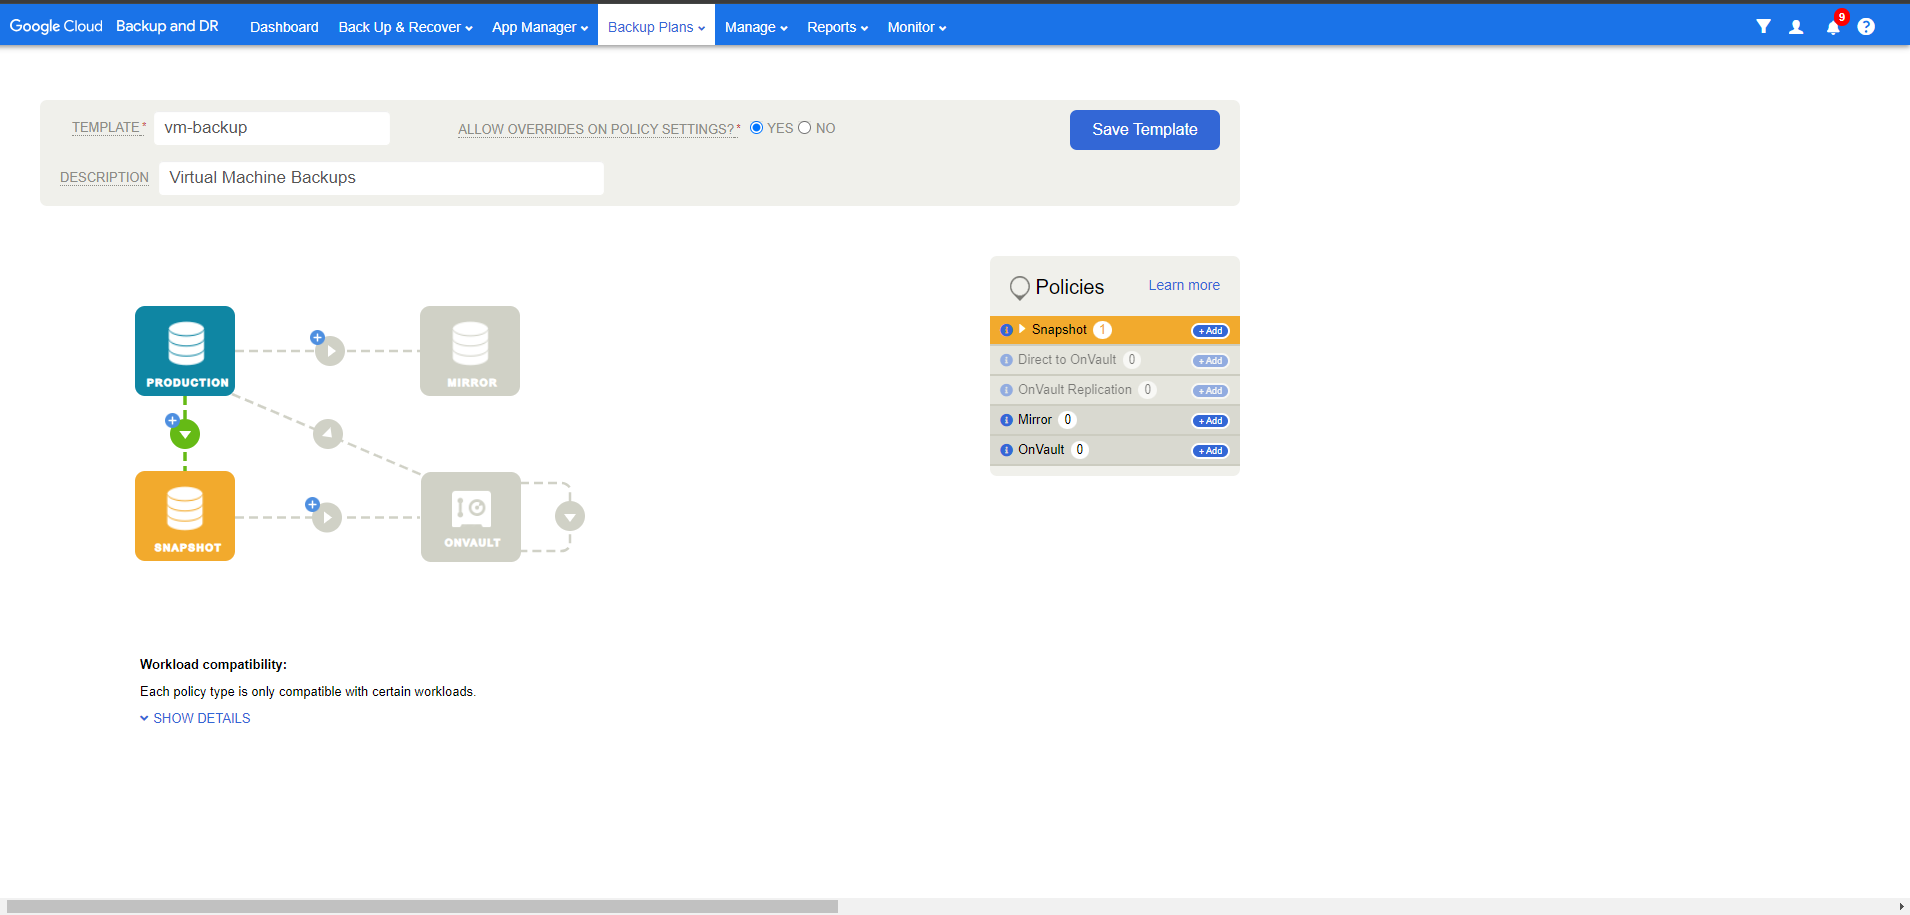 Google Cloud Backup and DR Dashboard Back Up & Recover App Manager Backup Plans Manage Reports Monitor 9 ?
TEMPLATE* vm-backup ALLOW OVERRIDES ON POLICY SETTINGS?* YES NO Save Template
DESCRIPTION Virtual Machine Backups
Policies Learn more
i Snapshot 1 + Add
i Direct to OnVault 0 + Add
i OnVault Replication 0 + Add
i Mirror 0 + Add
i OnVault 0 + Add
PRODUCTION MIRROR
SNAPSHOT ONVAULT
Workload compatibility:
Each policy type is only compatible with certain workloads.
SHOW DETAILS